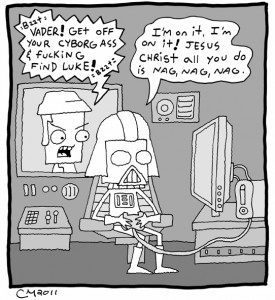 :Bzzt:
VADER! GET OFF
YOUR CYBORG ASS
& FUCKING
FIND LUKE!
:Bzzt:
I'M ON IT, I'M
ON IT! JESUS
CHRIST ALL YOU DO
IS NAG, NAG, NAG.
CM2011